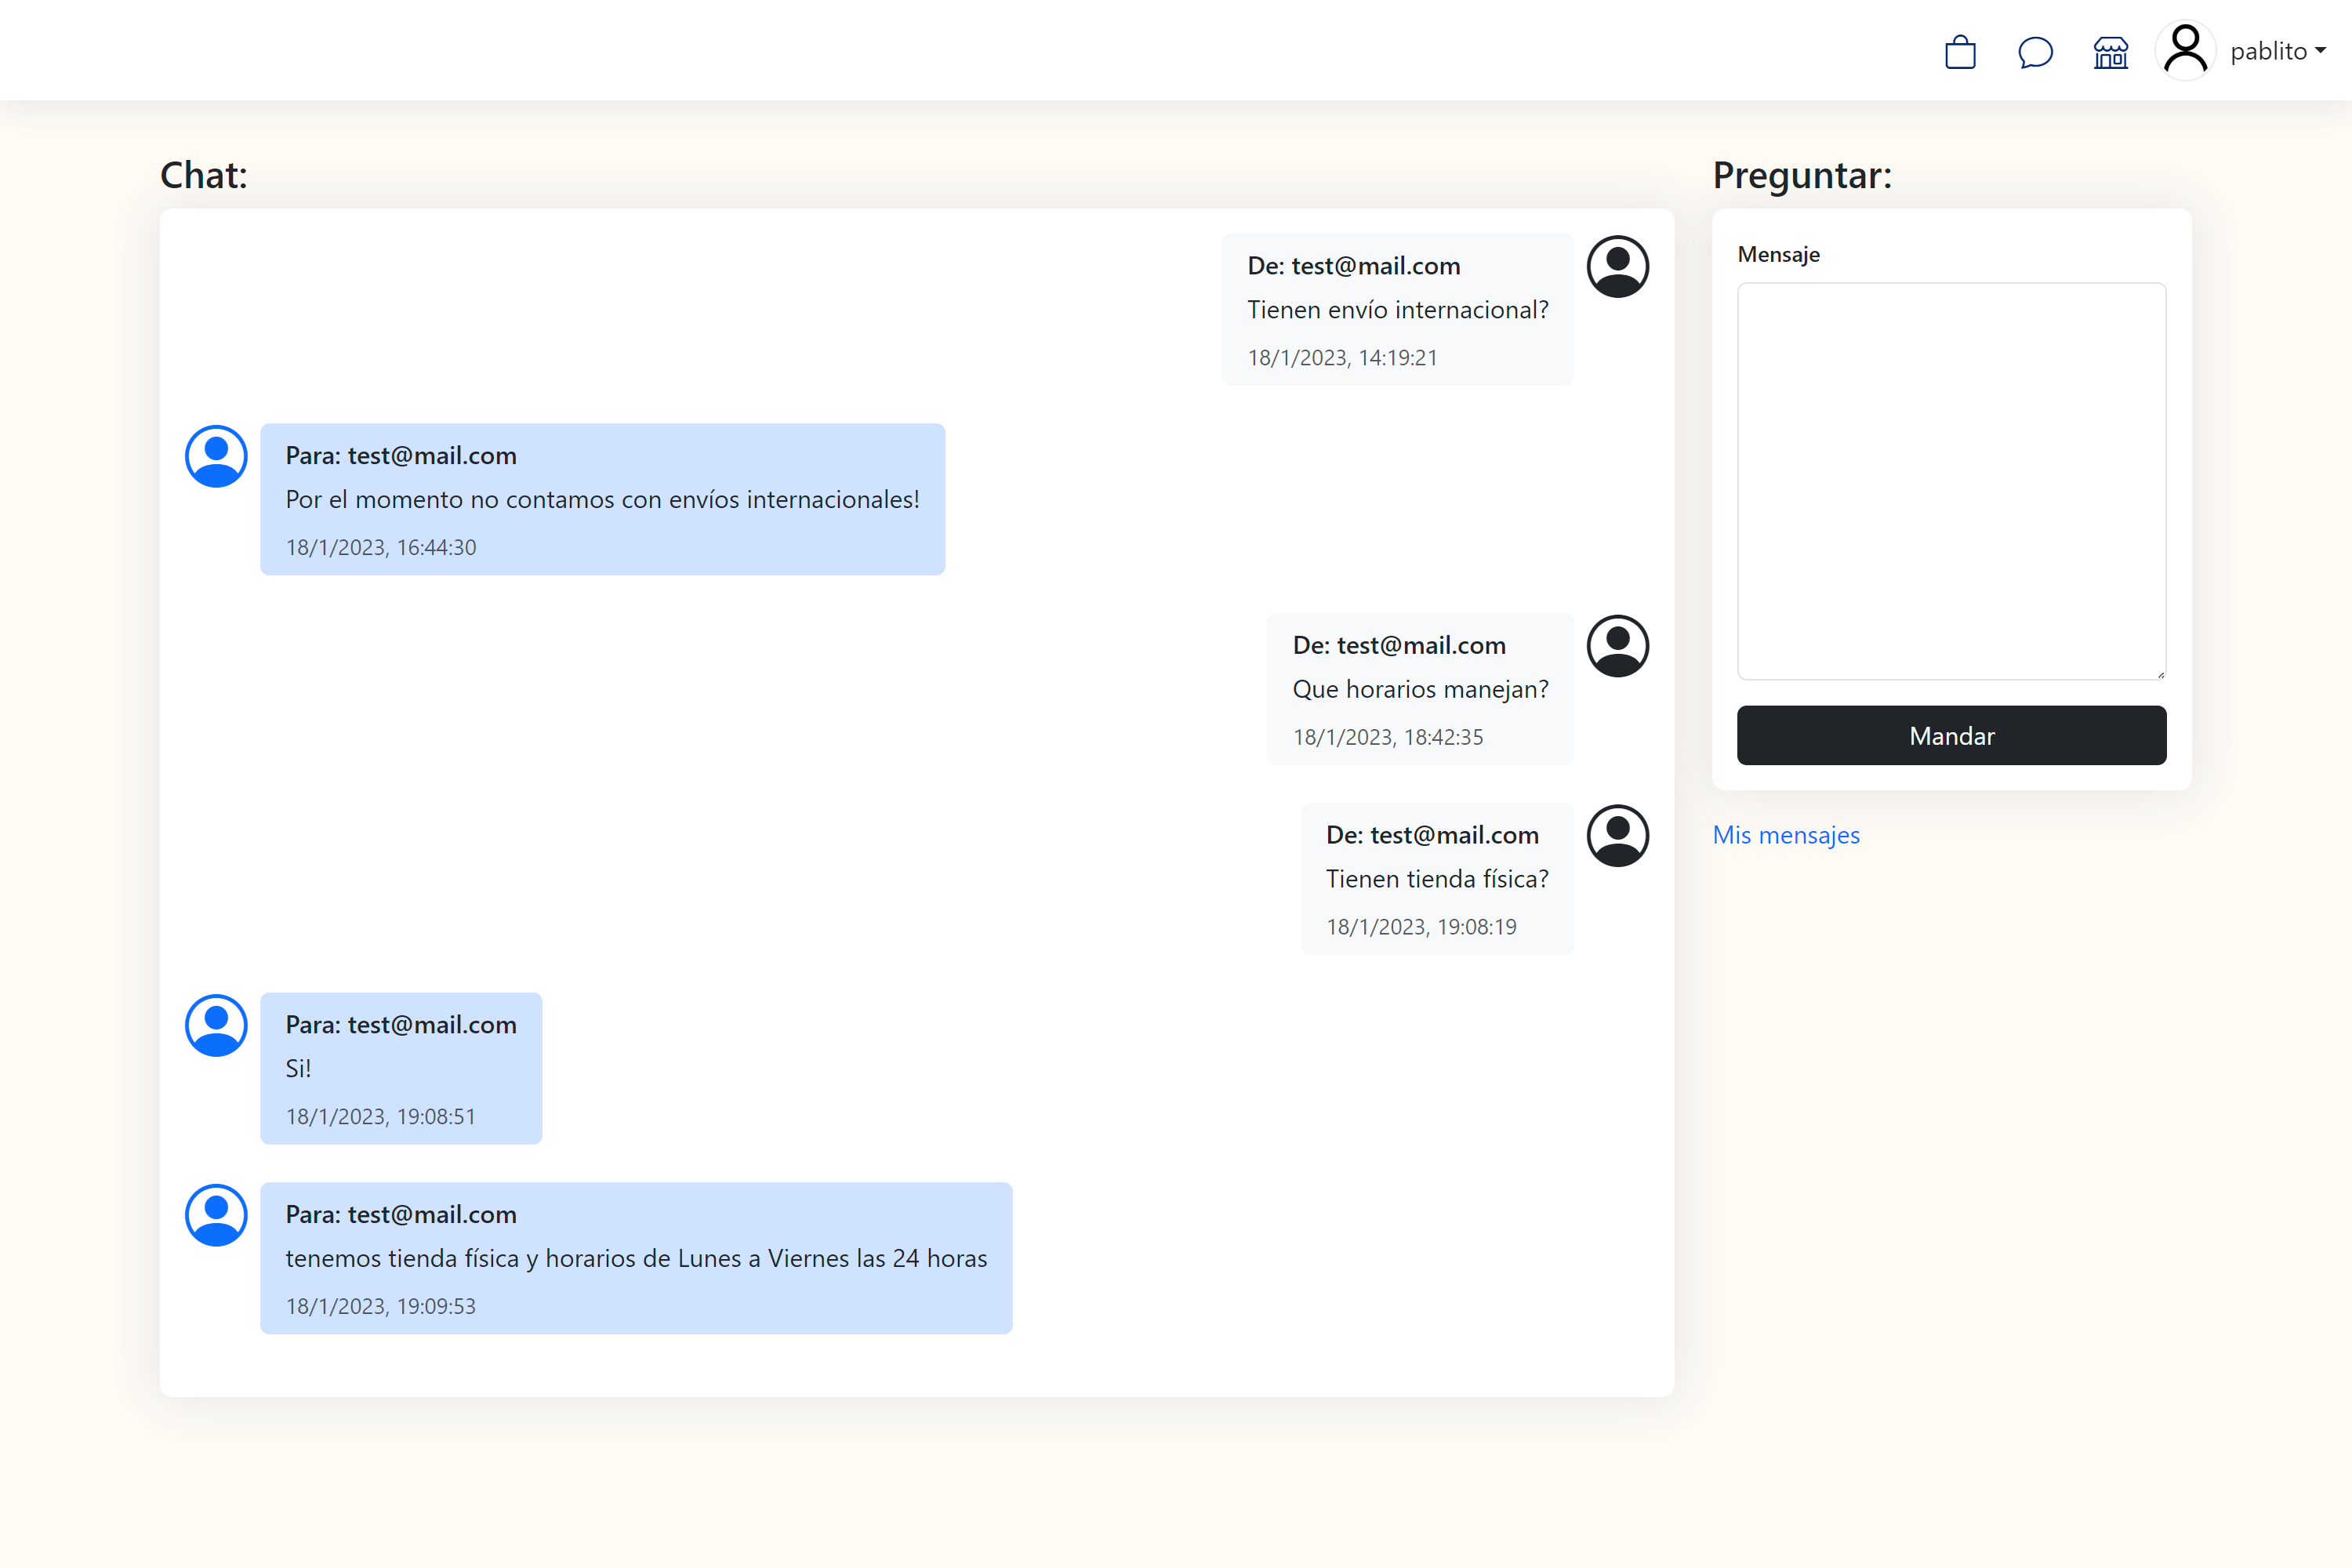 pablito
Chat:
De: test@mail.com
Tienen envío internacional?
18/1/2023, 14:19:21
Para: test@mail.com
Por el momento no contamos con envíos internacionales!
18/1/2023, 16:44:30
De: test@mail.com
Que horarios manejan?
18/1/2023, 18:42:35
De: test@mail.com
Tienen tienda física?
18/1/2023, 19:08:19
Para: test@mail.com
Si!
18/1/2023, 19:08:51
Para: test@mail.com
tenemos tienda física y horarios de Lunes a Viernes las 24 horas
18/1/2023, 19:09:53
Preguntar:
Mensaje
Mandar
Mis mensajes